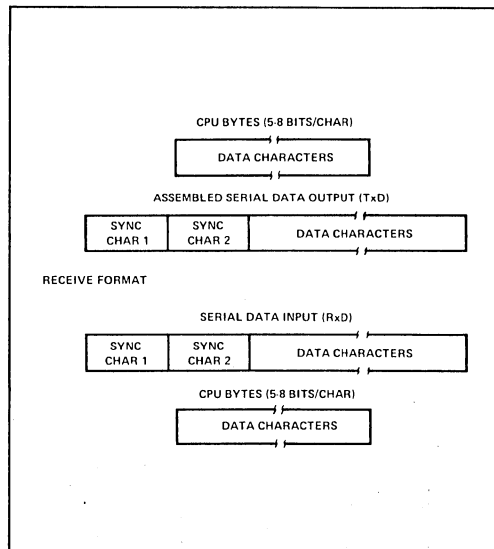 CPU BYTES (5-8 BITS/CHAR)
DATA CHARACTERS
ASSEMBLED SERIAL DATA OUTPUT (TxD)
SYNC CHAR 1
SYNC CHAR 2
DATA CHARACTERS
RECEIVE FORMAT
SERIAL DATA INPUT (RxD)
SYNC CHAR 1
SYNC CHAR 2
DATA CHARACTERS
CPU BYTES (5-8 BITS/CHAR)
DATA CHARACTERS